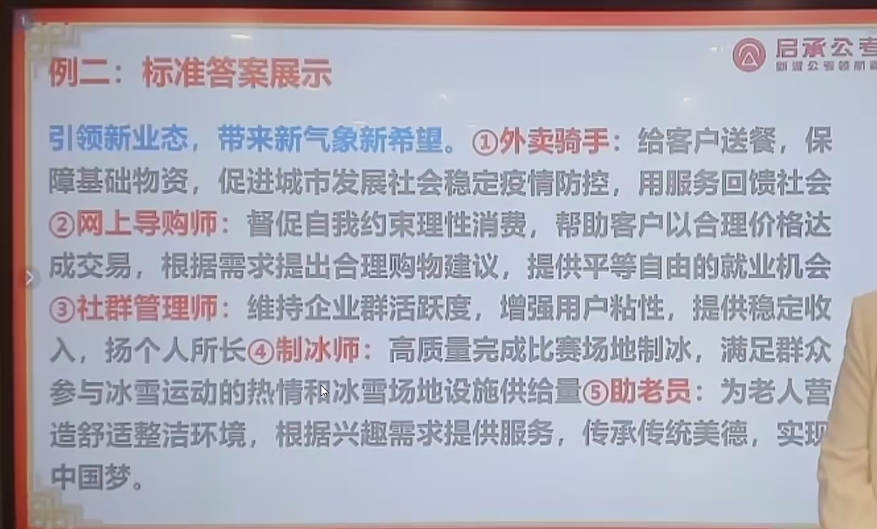 例二：标准答案展示
启承公考
引领新业态，带来新气象新希望。①外卖骑手：给客户送餐，保
障基础物资，促进城市发展社会稳定疫情防控，用服务回馈社会
②网上导购师：督促自我约束理性消费，帮助客户以合理价格达
成交易，根据需求提出合理购物建议，提供平等自由的就业机会
③社群管理师：维持企业群活跃度，增强用户粘性，提供稳定收
入，扬个人所长④制冰师：高质量完成比赛场地制冰，满足群众
参与冰雪运动的热情和冰雪场地设施供给量⑤助老员：为老人营
造舒适整洁环境，根据兴趣需求提供服务，传承传统美德，实现
中国梦。